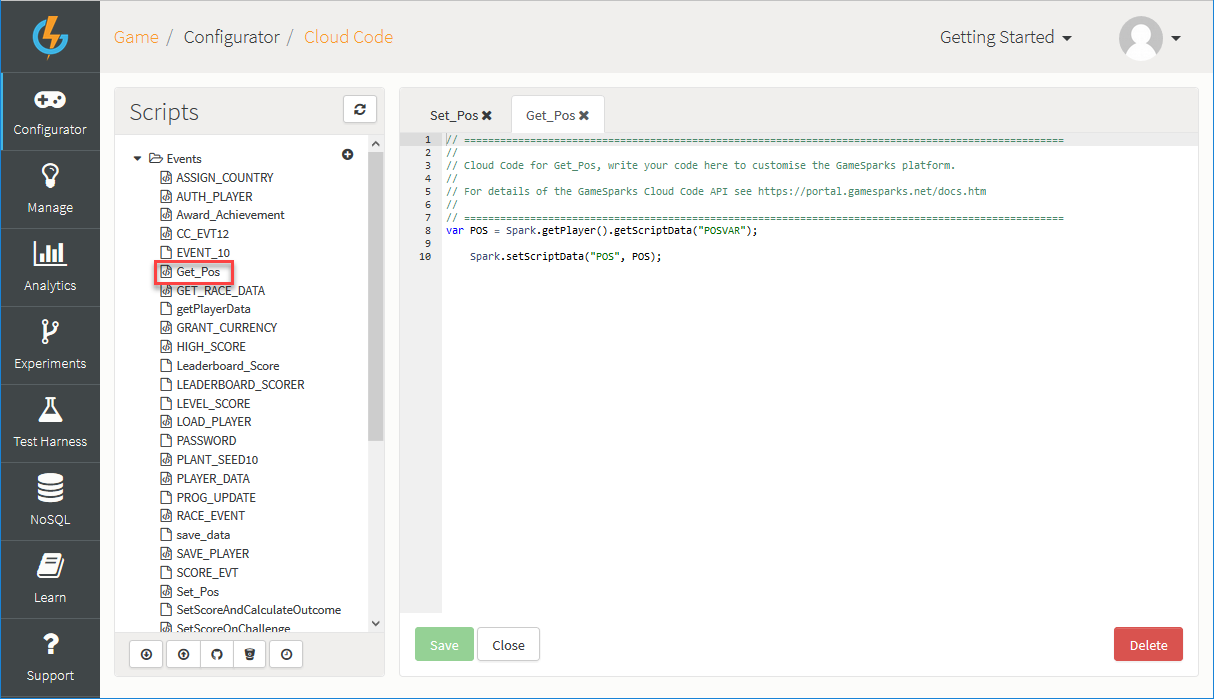 Game / Configurator / Cloud Code
Getting Started
Configurator
Manage
Analytics
Experiments
Test Harness
NoSQL
Learn
Support
Scripts
Events
ASSIGN_COUNTRY
AUTH_PLAYER
Award_Achievement
CC_EVT12
EVENT_10
Get_Pos
GET_RACE_DATA
getPlayerData
GRANT_CURRENCY
HIGH_SCORE
Leaderboard_Score
LEADERBOARD_SCORER
LEVEL_SCORE
LOAD_PLAYER
PASSWORD
PLANT_SEED10
PLAYER_DATA
PROG_UPDATE
RACE_EVENT
save_data
SAVE_PLAYER
SCORE_EVT
Set_Pos
SetScoreAndCalculateOutcome
SetScoreOnChallenge
Set_Pos ✖ Get_Pos ✖
1 // ====================================================================================================
2 //
3 // Cloud Code for Get_Pos, write your code here to customise the GameSparks platform.
4 //
5 // For details of the GameSparks Cloud Code API see https://portal.gamesparks.net/docs.htm
6 //
7 // ====================================================================================================
8 var POS = Spark.getPlayer().getScriptData("POSVAR");
9
10 Spark.setScriptData("POS", POS);
Save Close Delete